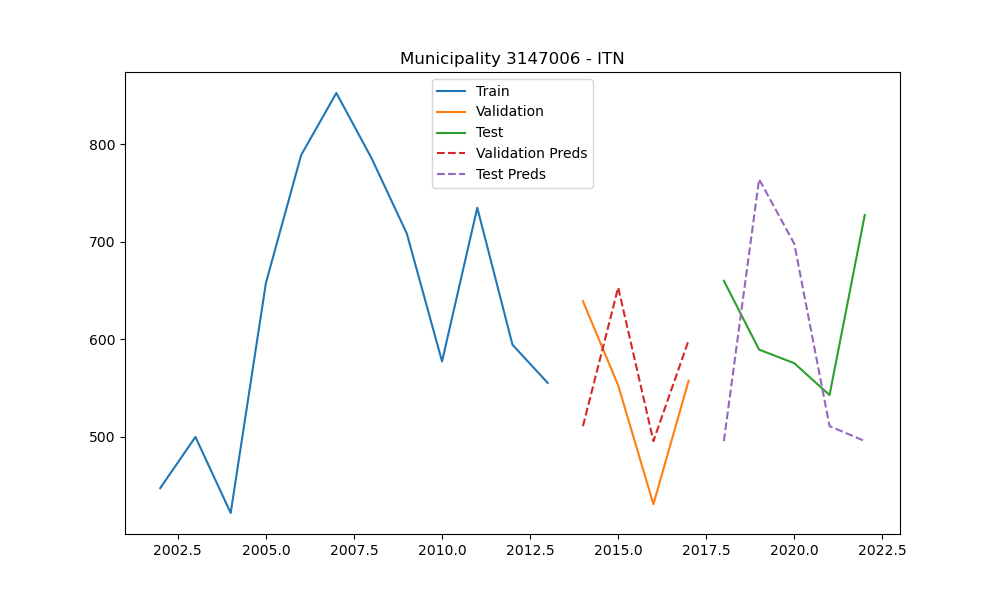 Municipality 3147006 - ITN
Train
Validation
Test
Validation Preds
Test Preds
800
700
600
500
2002.5 2005.0 2007.5 2010.0 2012.5 2015.0 2017.5 2020.0 2022.5